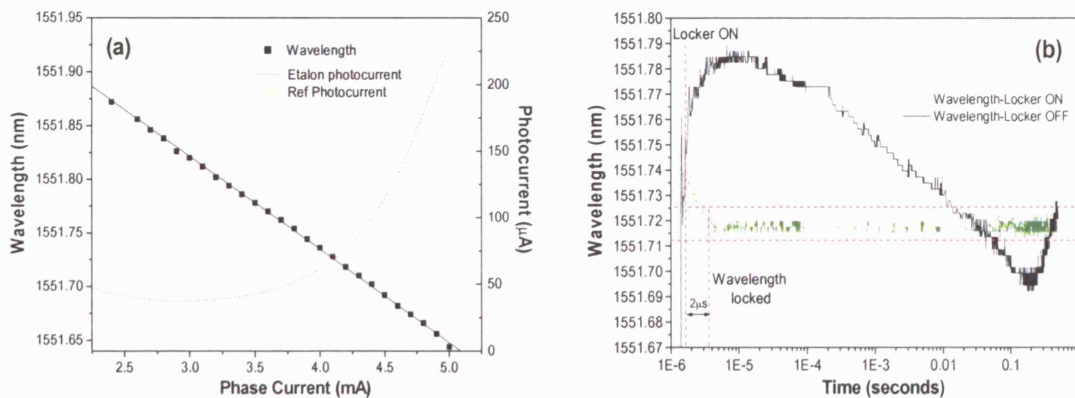 (a)
Wavelength
Etalon photocurrent
Ref Photocurrent
1551.95
1551.90
1551.85
1551.80
1551.75
1551.70
1551.65
Wavelength (nm)
250
200
150
100
50
0
Photocurrent (µA)
2.5 3.0 3.5 4.0 4.5 5.0
Phase Current (mA)
(b)
Locker ON
Wavelength-Locker ON
Wavelength-Locker OFF
1551.80
1551.79
1551.78
1551.77
1551.76
1551.74
1551.73
1551.72
1551.71
1551.70
1551.69
1551.68
1551.67
Wavelength (nm)
Wavelength
locked
2µs
1E-6 1E-5 1E-4 1E-3 0.01 0.1
Time (seconds)